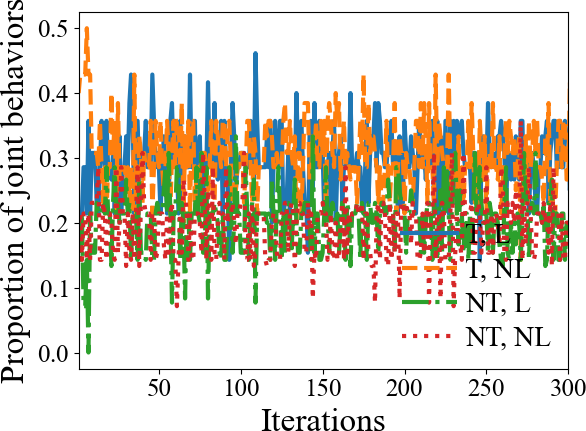 Proportion of joint behaviors
0.5
0.4
0.3
0.2
0.1
0.0
T, L
T, NL
NT, L
NT, NL
50
100
150
200
250
300
Iterations